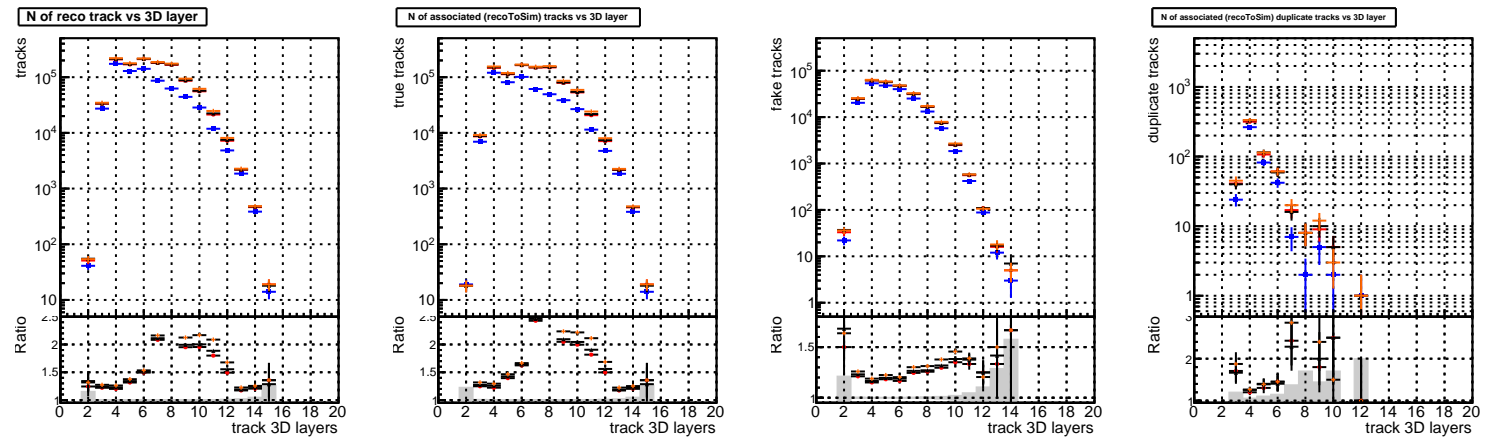 N of reco track vs 3D layer
tracks
10^5
10^4
10^3
10^2
10
Ratio
2.5
2
1.5
1
0 2 4 6 8 10 12 14 16 18 20
track 3D layers
N of associated (recoToSim) tracks vs 3D layer
true tracks
10^5
10^4
10^3
10^2
10
Ratio
2.5
2
1.5
1
0 2 4 6 8 10 12 14 16 18 20
track 3D layers
fake tracks
10^5
10^4
10^3
10^2
10
1
Ratio
1.5
1
0 2 4 6 8 10 12 14 16 18 20
track 3D layers
N of associated (recoToSim) duplicate tracks vs 3D layer
duplicate tracks
10^3
10^2
10
1
Ratio
3
2
1
0 2 4 6 8 10 12 14 16 18 20
track 3D layers